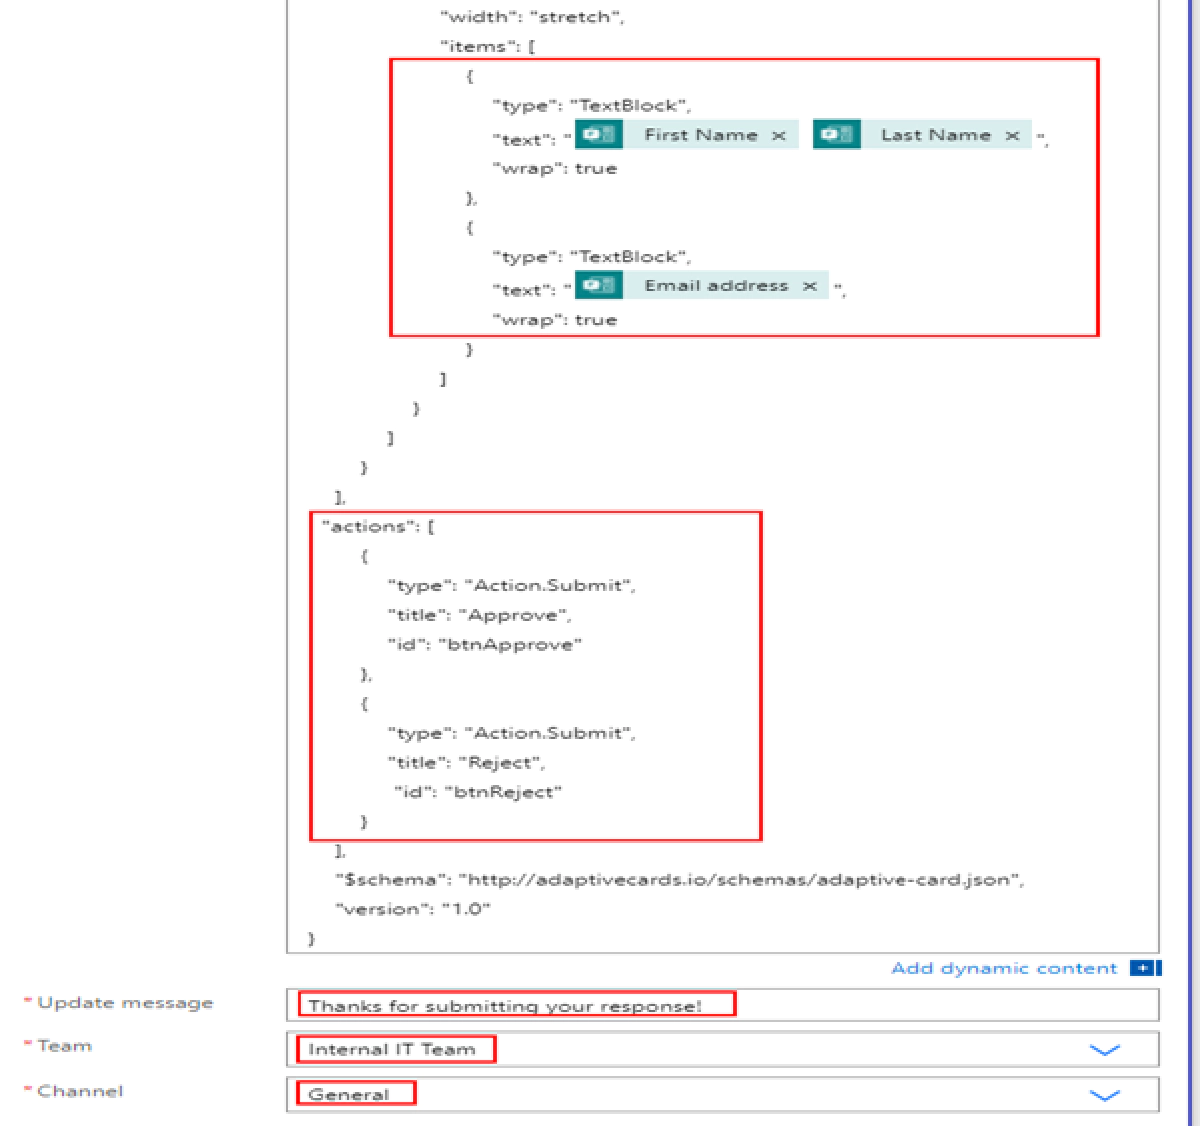 "width": "stretch",
"items": [
{
"type": "TextBlock",
"text": " First Name × Last Name × ",
"wrap": true
},
{
"type": "TextBlock",
"text": " Email address × ",
"wrap": true
}
]
}
]
}
],
"actions": [
{
"type": "Action.Submit",
"title": "Approve",
"id": "btnApprove"
},
{
"type": "Action.Submit",
"title": "Reject",
"id": "btnReject"
}
],
"$schema": "http://adaptivecards.io/schemas/adaptive-card.json",
"version": "1.0"
}
Add dynamic content +
* Update message Thanks for submitting your response!
* Team Internal IT Team
* Channel General